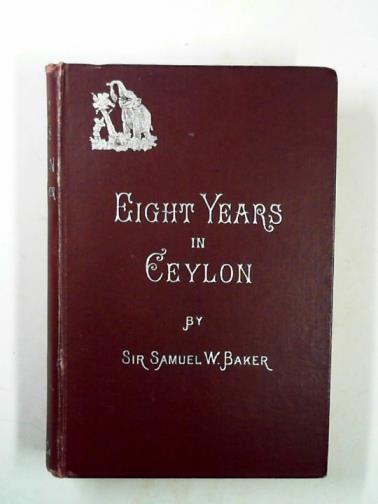 EIGHT YEARS
IN
CEYLON
BY
SIR SAMUEL W. BAKER